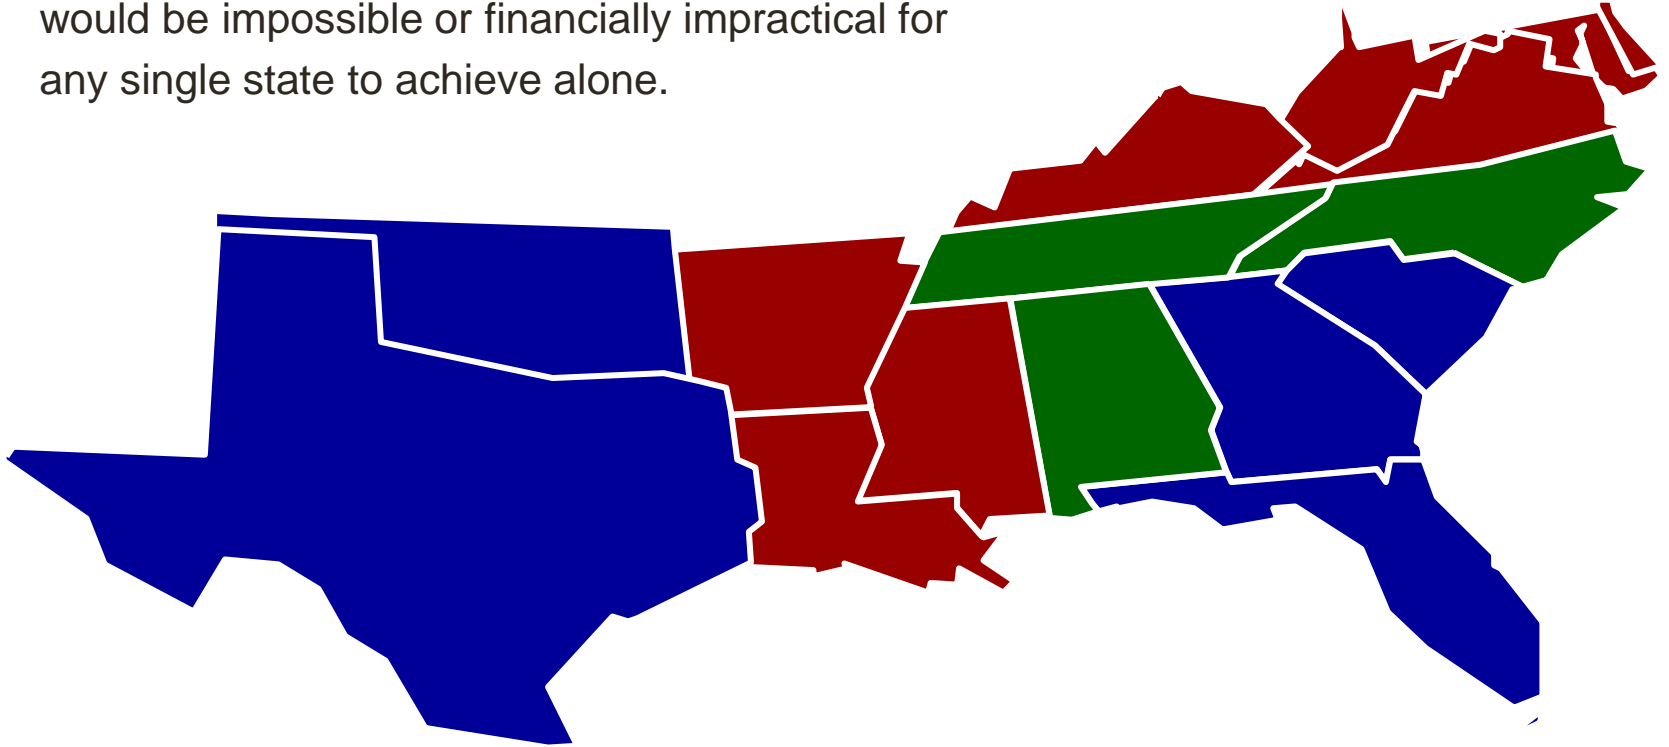 would be impossible or financially impractical for
any single state to achieve alone.